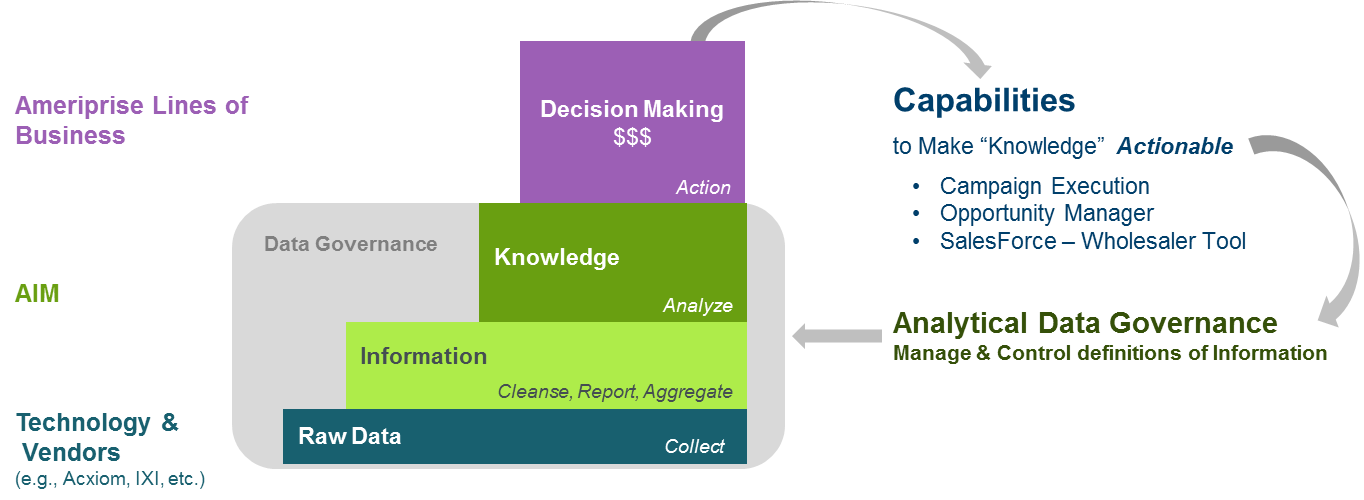 Ameriprise Lines of
Business
AIM
Technology &
Vendors
(e.g., Acxiom, IXI, etc.)
Decision Making
$$$
Action
Data Governance
Knowledge
Analyze
Information
Cleanse, Report, Aggregate
Raw Data
Collect
Capabilities
to Make “Knowledge” Actionable
• Campaign Execution
• Opportunity Manager
• SalesForce – Wholesaler Tool
Analytical Data Governance
Manage & Control definitions of Information